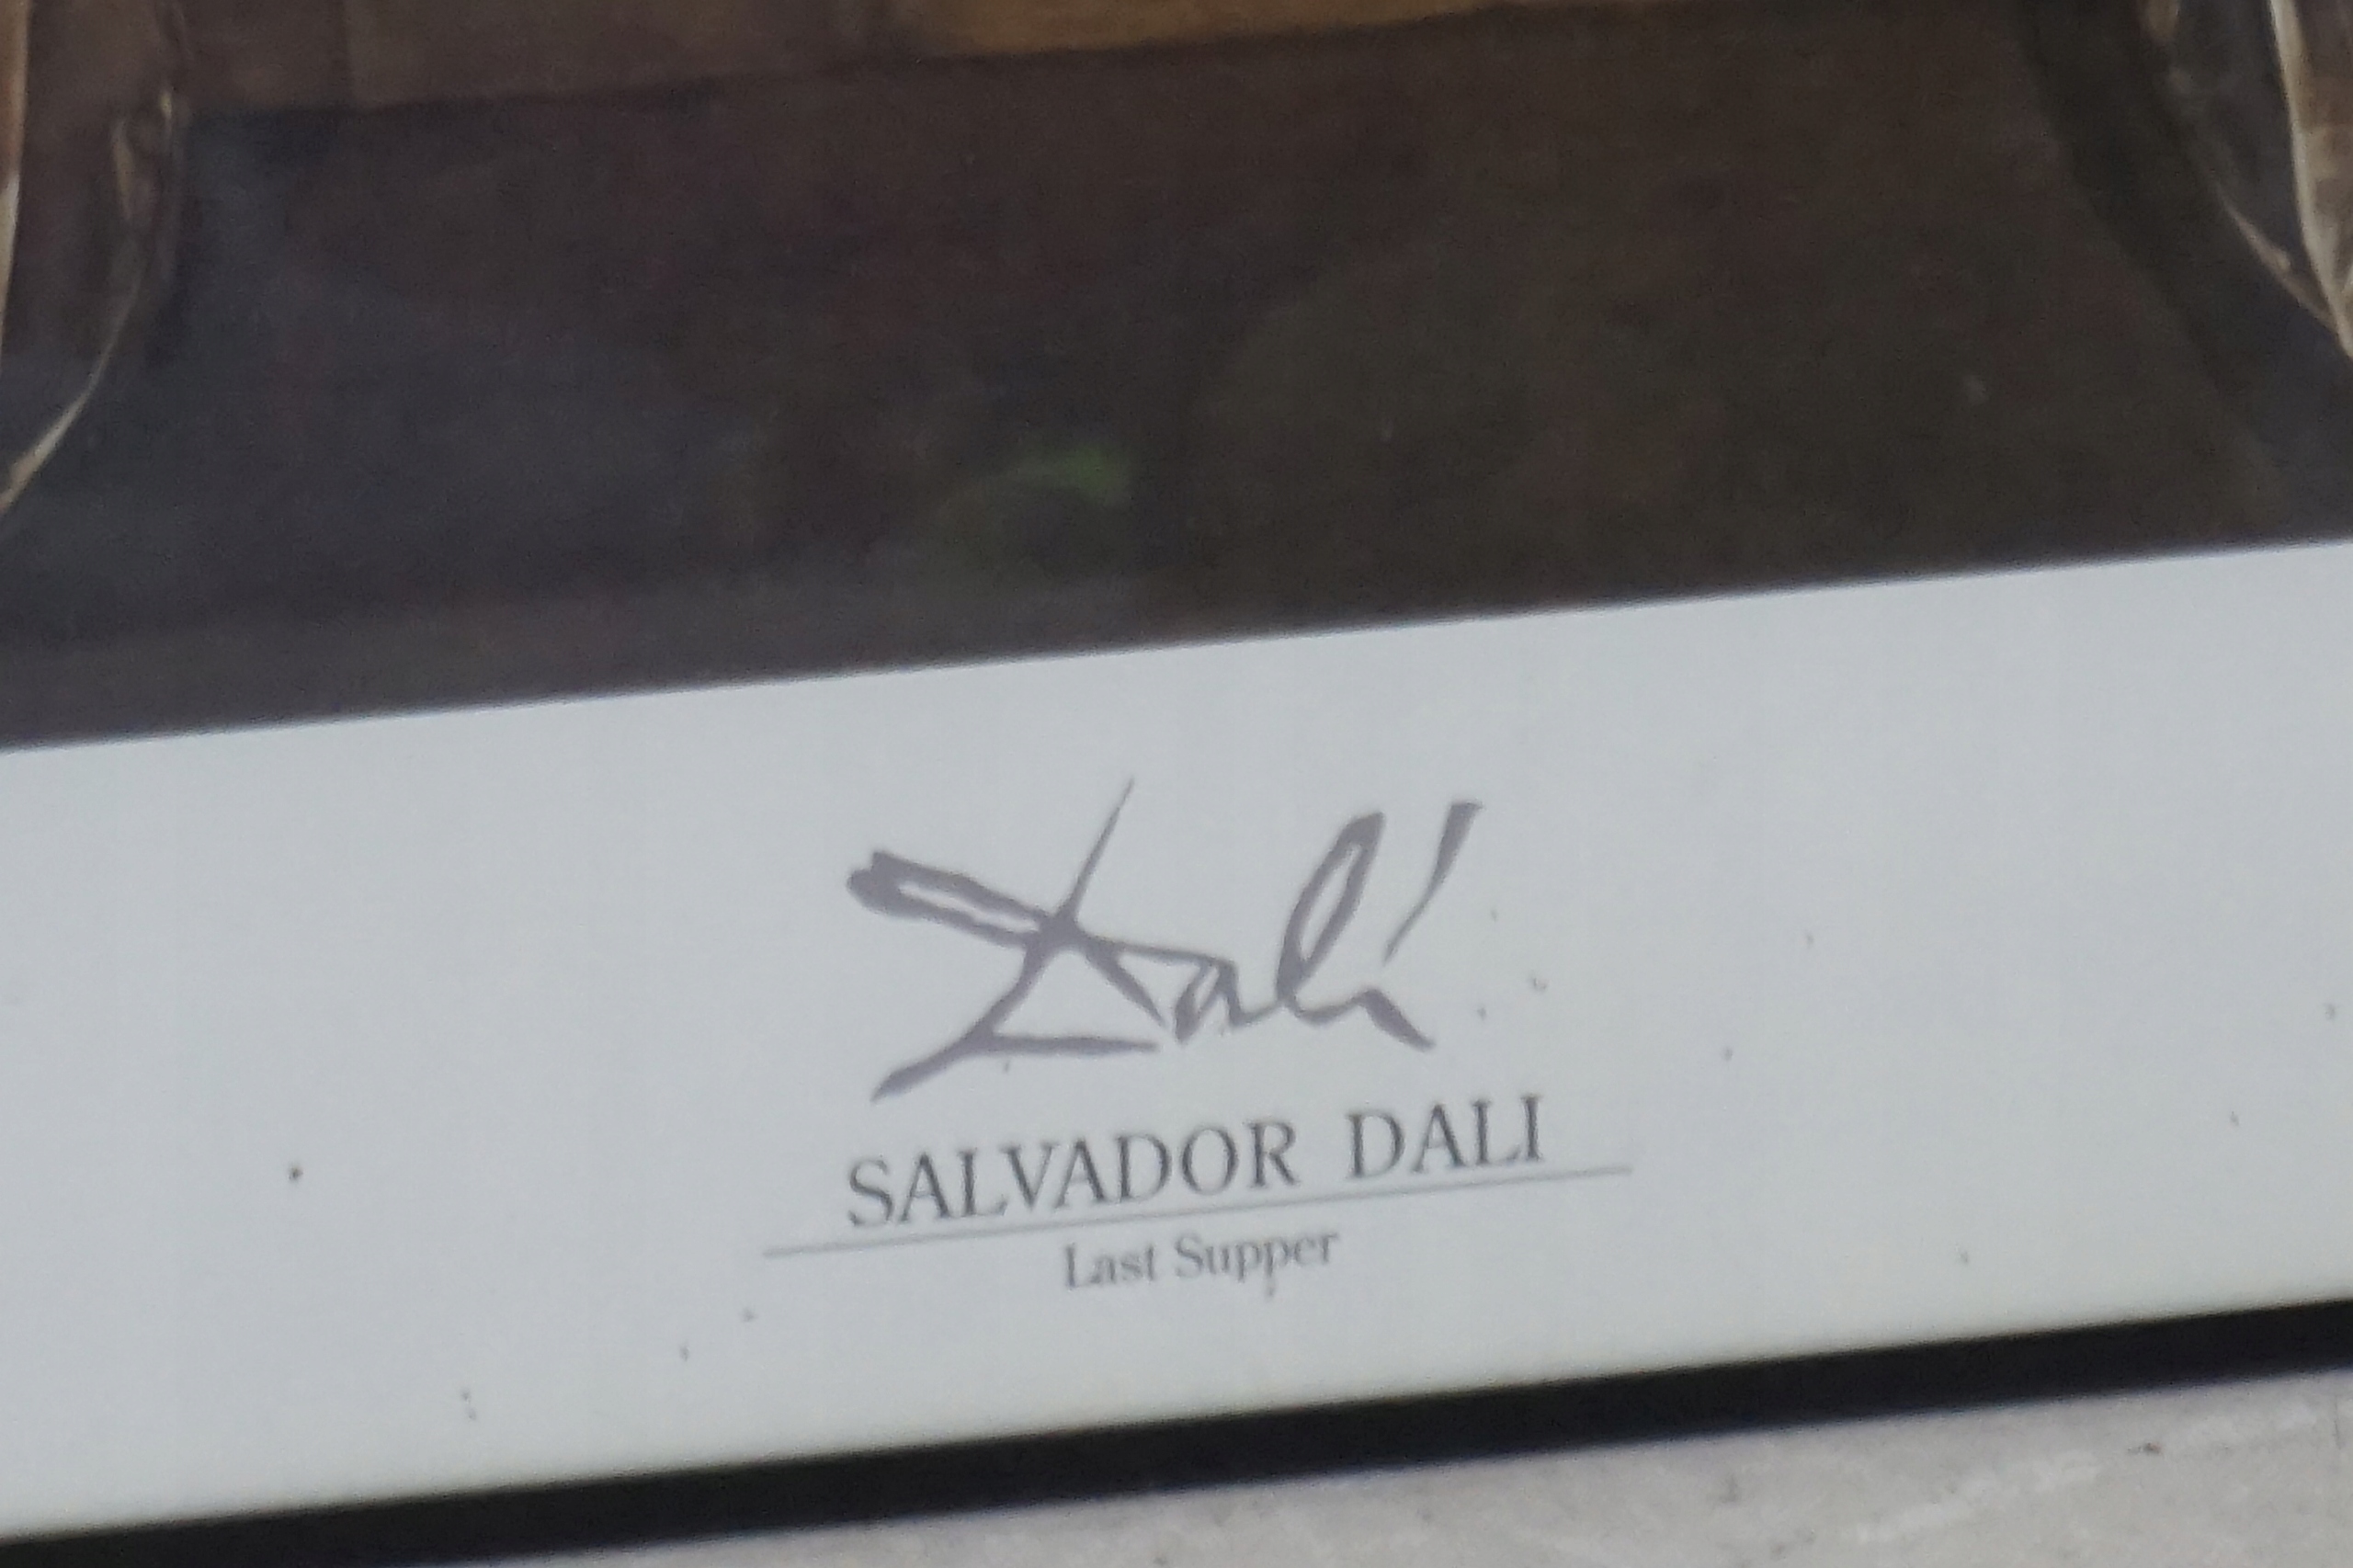 Dalí
SALVADOR DALI
Last Supper